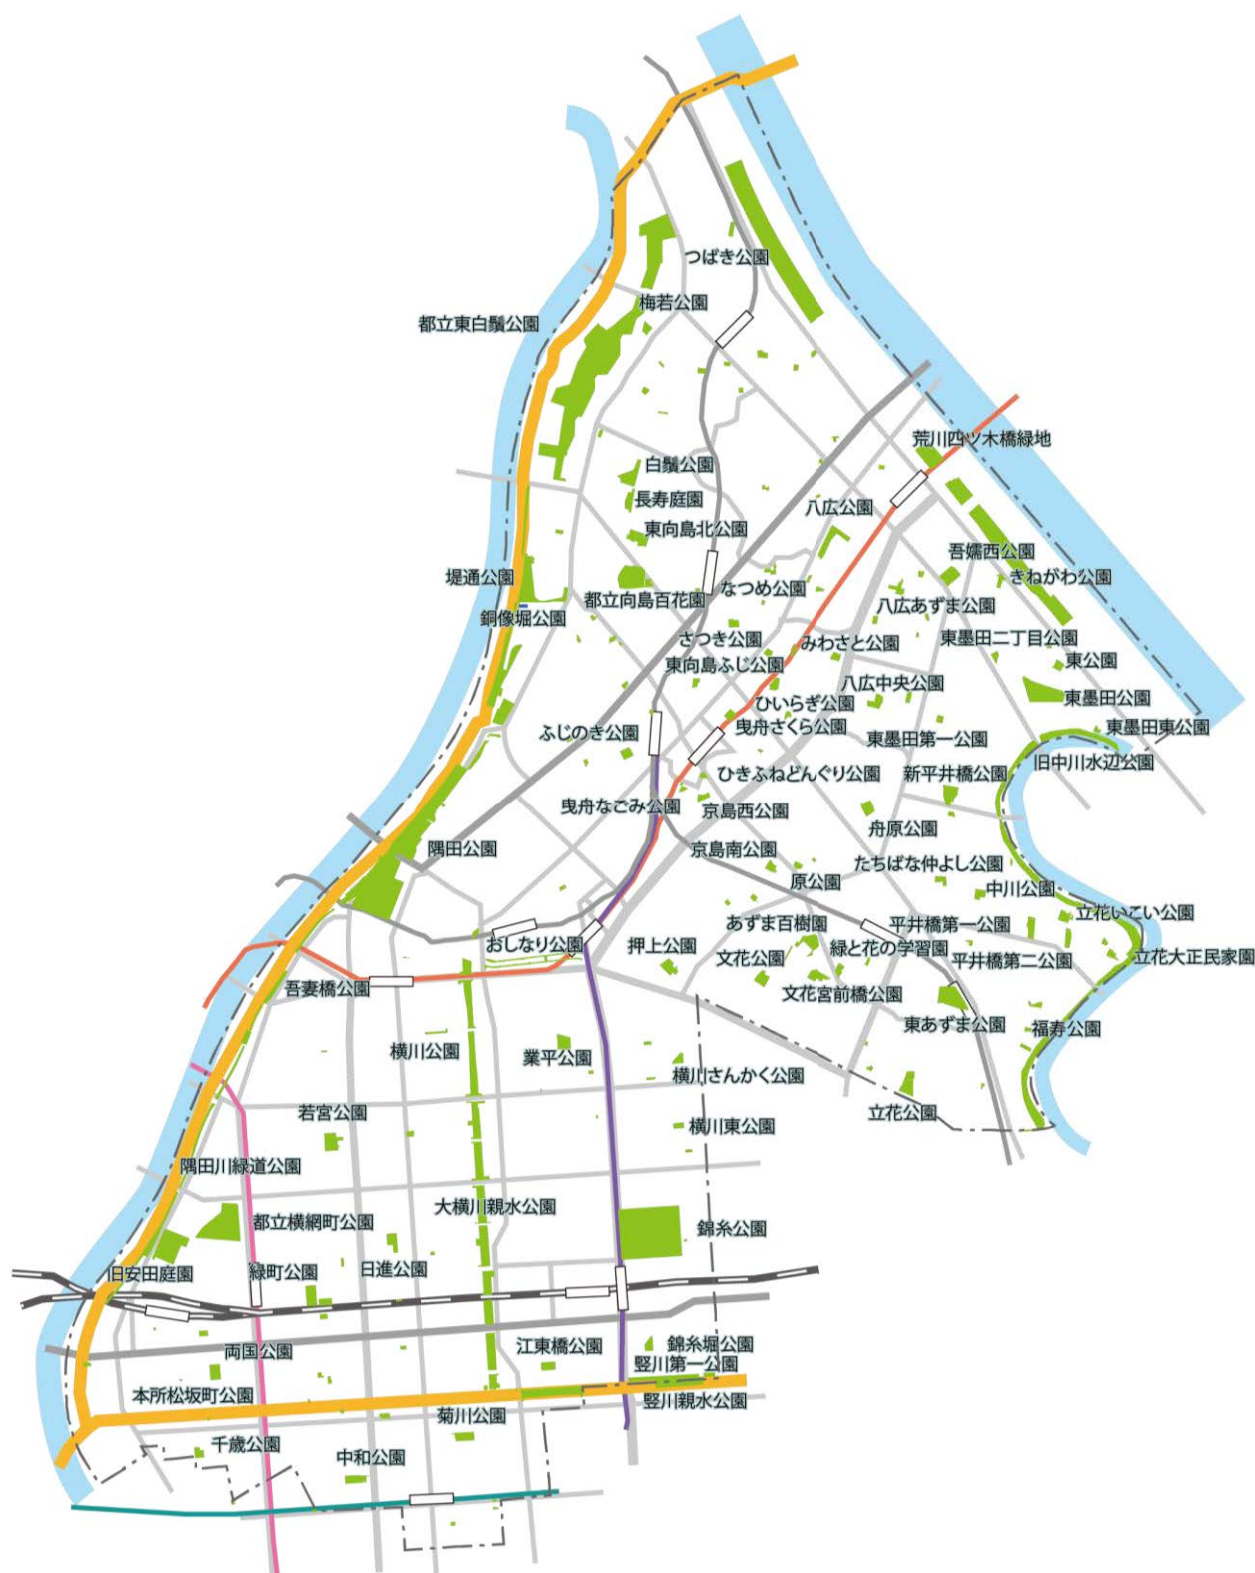 つばき公園
梅若公園
都立東白鬚公園
荒川四ツ木橋緑地
白鬚公園
長寿庭園
八広公園
東向島北公園
吾嬬西公園
堤通公園
きねがわ公園
なつめ公園
都立向島百花園
八広あずま公園
銅像堀公園
さつき公園
みわさと公園
東墨田二丁目公園
東向島ふじ公園
東公園
八広中央公園
東墨田公園
ひいらぎ公園
曳舟さくら公園
東墨田東公園
ふじのき公園
東墨田第一公園
旧中川水辺公園
ひきふねどんぐり公園
新平井橋公園
曳舟なごみ公園
京島西公園
舟原公園
隅田公園
京島南公園
たちばな仲よし公園
原公園
中川公園
立花いこい公園
あずま百樹園
平井橋第一公園
おしなり公園
押上公園
緑と花の学習園
文花公園
平井橋第二公園
立花大正民家園
吾妻橋公園
文花宮前橋公園
東あずま公園
福寿公園
横川公園
業平公園
横川さんかく公園
若宮公園
立花公園
横川東公園
隅田川緑道公園
大横川親水公園
都立横網町公園
錦糸公園
旧安田庭園
緑町公園
日進公園
江東橋公園
錦糸堀公園
両国公園
竪川第一公園
本所松坂町公園
竪川親水公園
菊川公園
千歳公園
中和公園